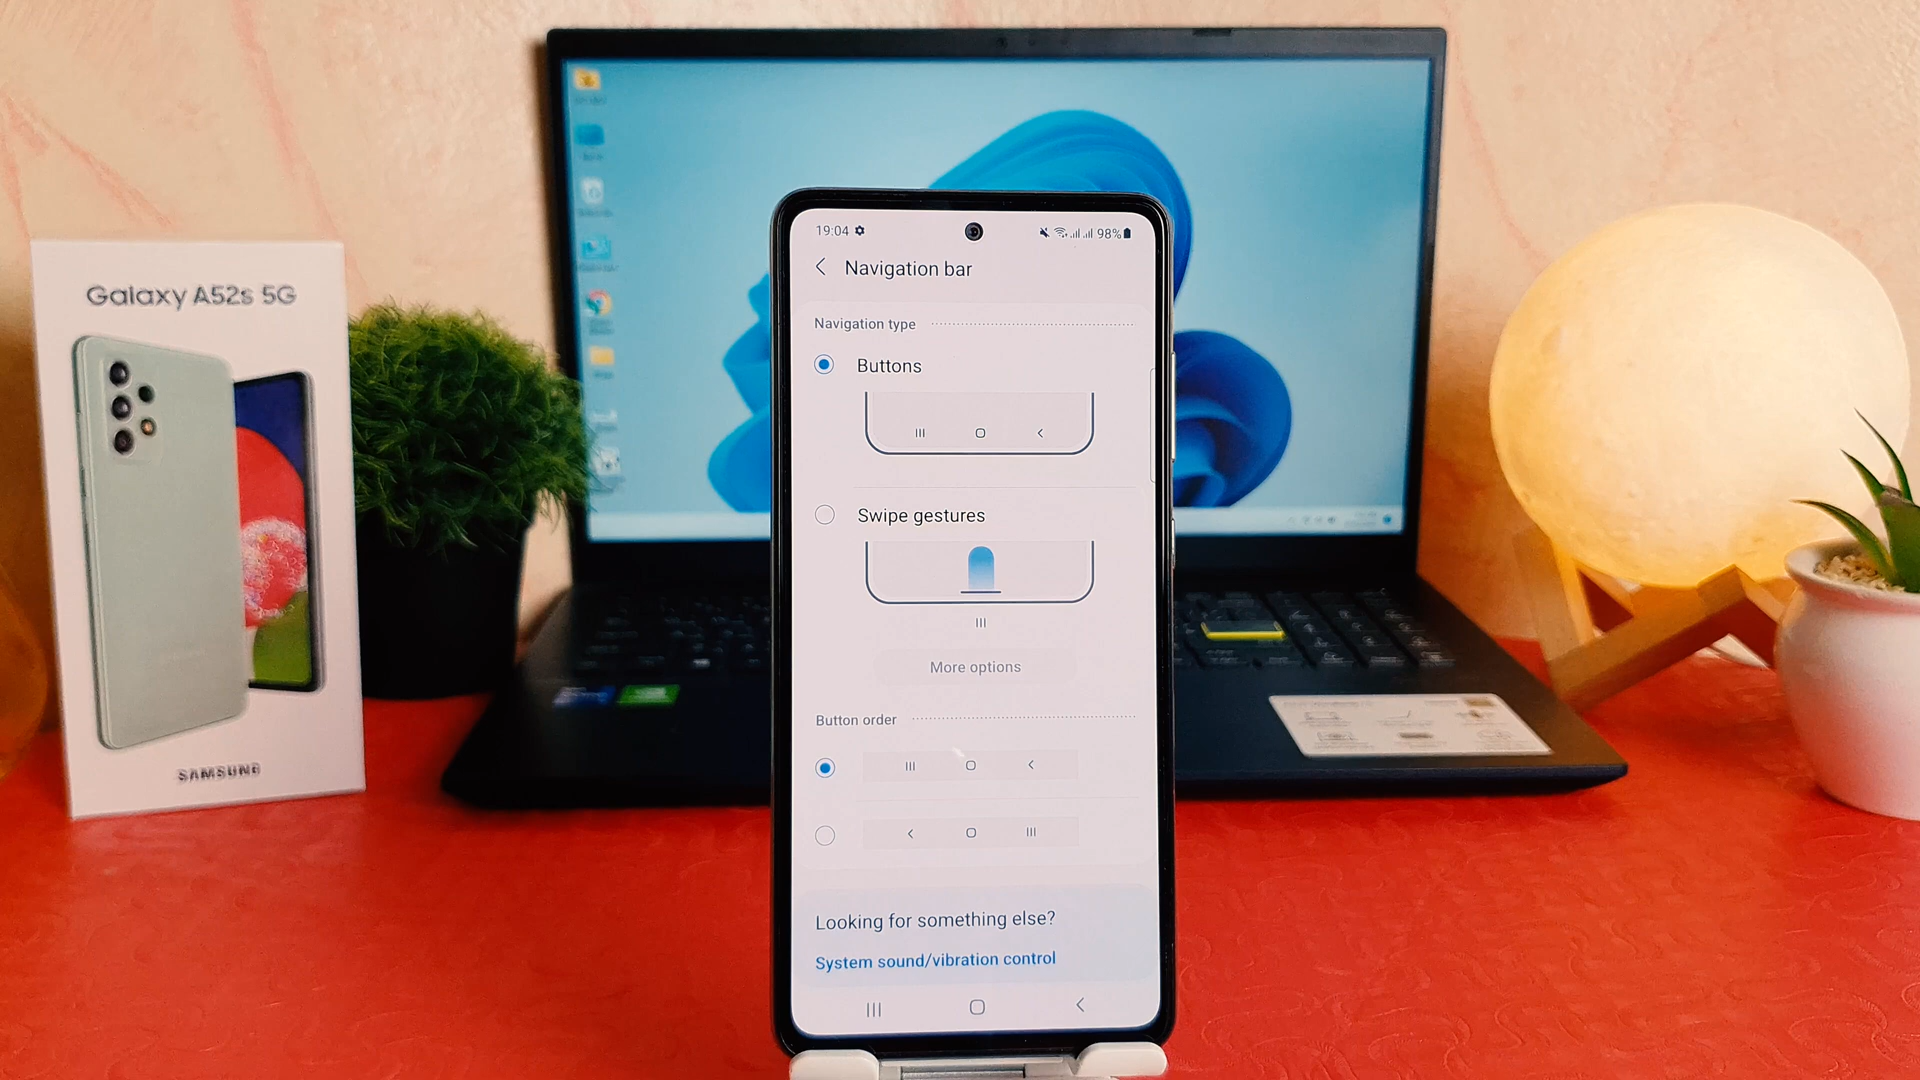 Galaxy A52s 5G
SAMSUNG
19:04
98%
Navigation bar
Navigation type
Buttons
Swipe gestures
More options
Button order
Looking for something else?
System sound/vibration control